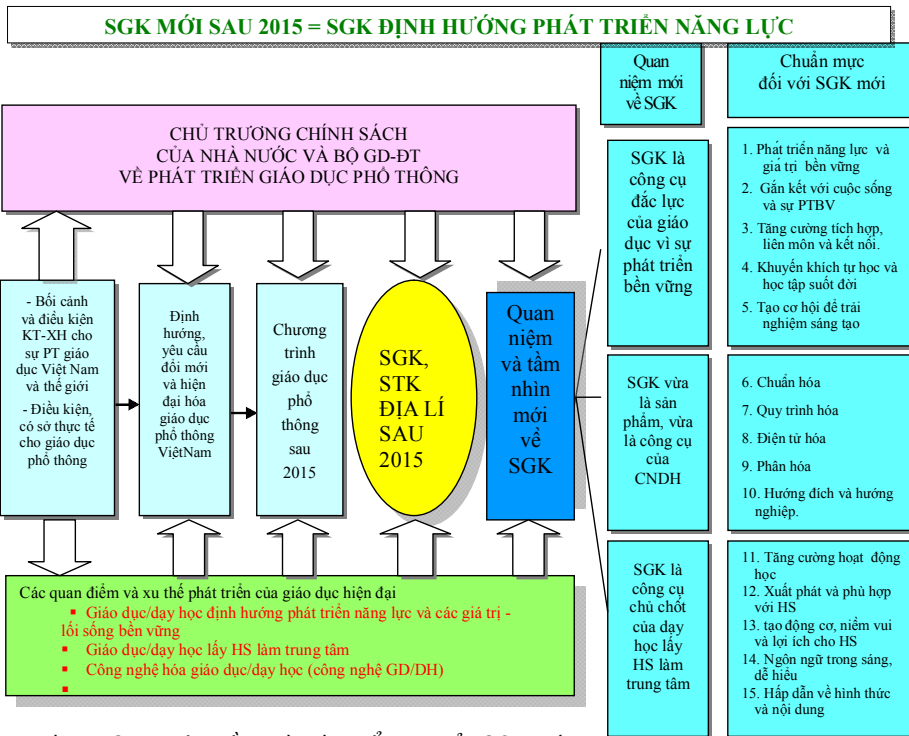 SGK MỚI SAU 2015 = SGK ĐỊNH HƯỚNG PHÁT TRIỂN NĂNG LỰC
Quan
niệm mới
về SGK
Chuẩn mực
đối với SGK mới
CHỦ TRƯƠNG CHÍNH SÁCH
CỦA NHÀ NƯỚC VÀ BỘ GD-ĐT
VỀ PHÁT TRIỂN GIÁO DỤC PHỔ THÔNG
- Bối cảnh
và điều kiện
KT-XH cho
sự PT giáo
dục Việt Nam
và thế giới
- Điều kiện,
có sở thực tế
cho giáo dục
phổ thông
Định
hướng,
yêu cầu
đổi mới
và hiện
đại hóa
giáo dục
phổ thông
ViệtNam
Chương
trình
giáo dục
phổ
thông
sau
2015
SGK,
STK
ĐỊA LÍ
SAU
2015
Quan
niệm
và tầm
nhìn
mới
về
SGK
SGK là
công cụ
đắc lực
của giáo
dục vì sự
phát triển
bền vững
1. Phát triển năng lực và
giá trị bền vững
2. Gắn kết với cuộc sống
và sự PTBV
3. Tăng cường tích hợp,
liên môn và kết nối.
4. Khuyến khích tự học và
học tập suốt đời
5. Tạo cơ hội để trải
nghiệm sáng tạo
SGK vừa
là sản
phẩm, vừa
là công cụ
của
CNDH
6. Chuẩn hóa
7. Quy trình hóa
8. Điện tử hóa
9. Phân hóa
10. Hướng đích và hướng
nghiệp.
SGK là
công cụ
chủ chốt
của dạy
học lấy
HS làm
trung tâm
11. Tăng cường hoạt động
học
12. Xuất phát và phù hợp
với HS
13. tạo động cơ, niềm vui
và lợi ích cho HS
14. Ngôn ngữ trong sáng,
dễ hiểu
15. Hấp dẫn về hình thức
và nội dung
Các quan điểm và xu thế phát triển của giáo dục hiện đại
▪ Giáo dục/dạy học định hướng phát triển năng lực và các giá trị -
lối sống bền vững
▪ Giáo dục/dạy học lấy HS làm trung tâm
▪ Công nghệ hóa giáo dục/dạy học (công nghệ GD/DH)
▪